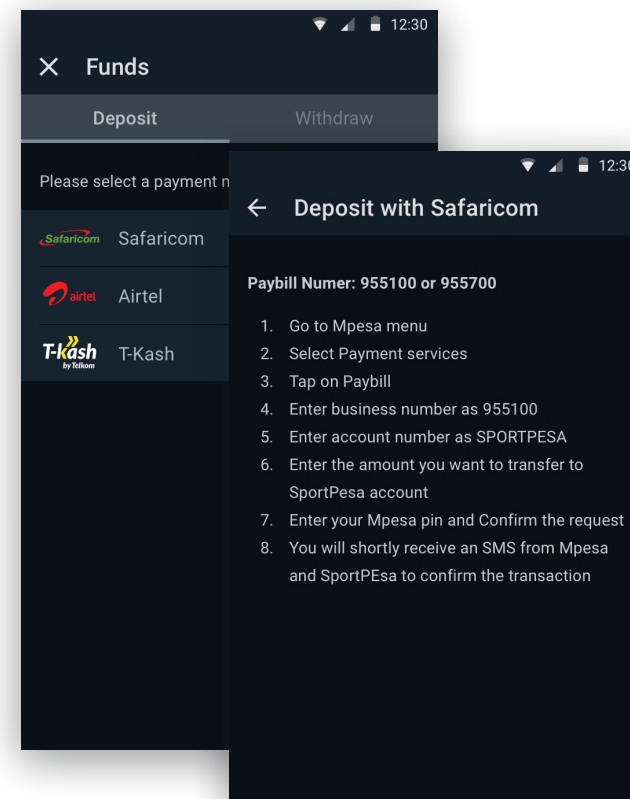 12:30
Funds
Deposit Withdraw
Please select a payment
Safaricom Safaricom
airtel Airtel
T-kash T-Kash
by Telkom
12:30
Deposit with Safaricom
Paybill Numer: 955100 or 955700
1. Go to Mpesa menu
2. Select Payment services
3. Tap on Paybill
4. Enter business number as 955100
5. Enter account number as SPORTPESA
6. Enter the amount you want to transfer to
SportPesa account
7. Enter your Mpesa pin and Confirm the request
8. You will shortly receive an SMS from Mpesa
and SportPEsa to confirm the transaction